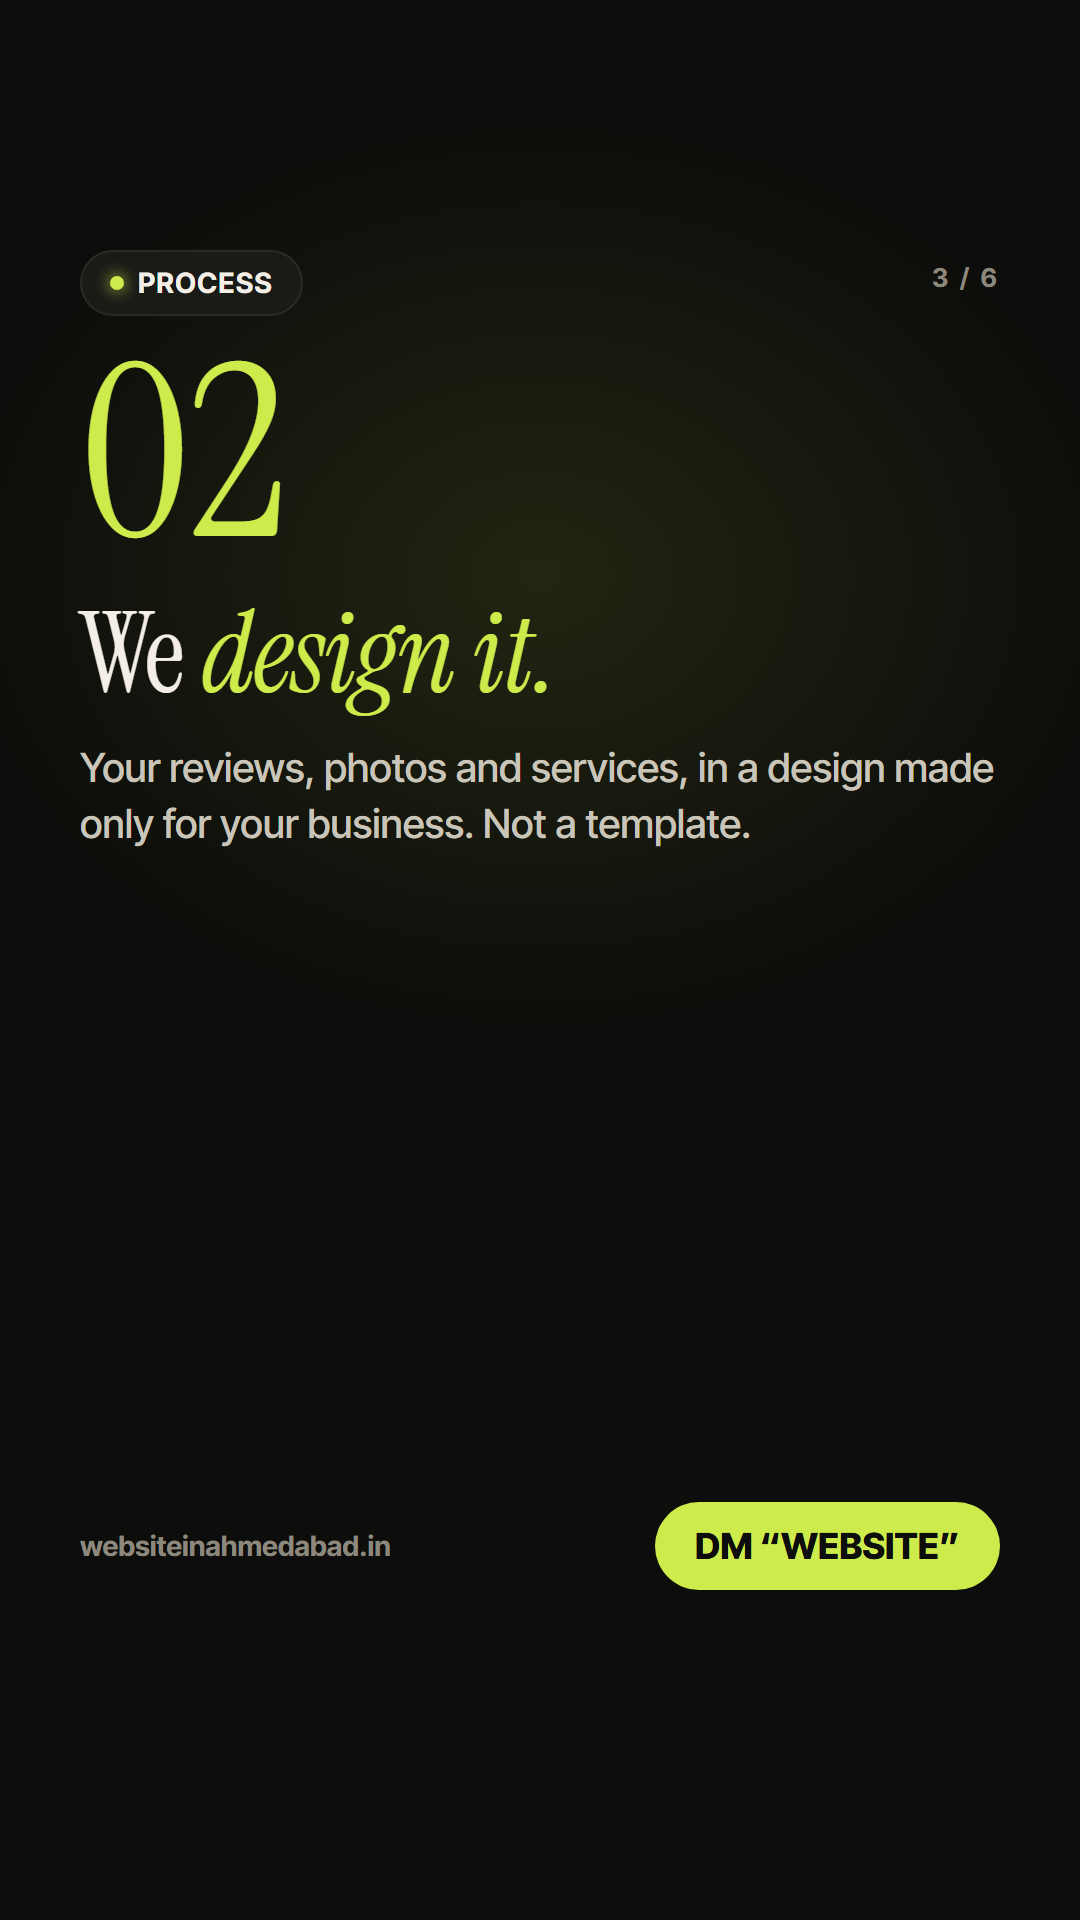 PROCESS
3 / 6
02
We design it.
Your reviews, photos and services, in a design made
only for your business. Not a template.
websiteinahmedabad.in
DM “WEBSITE”